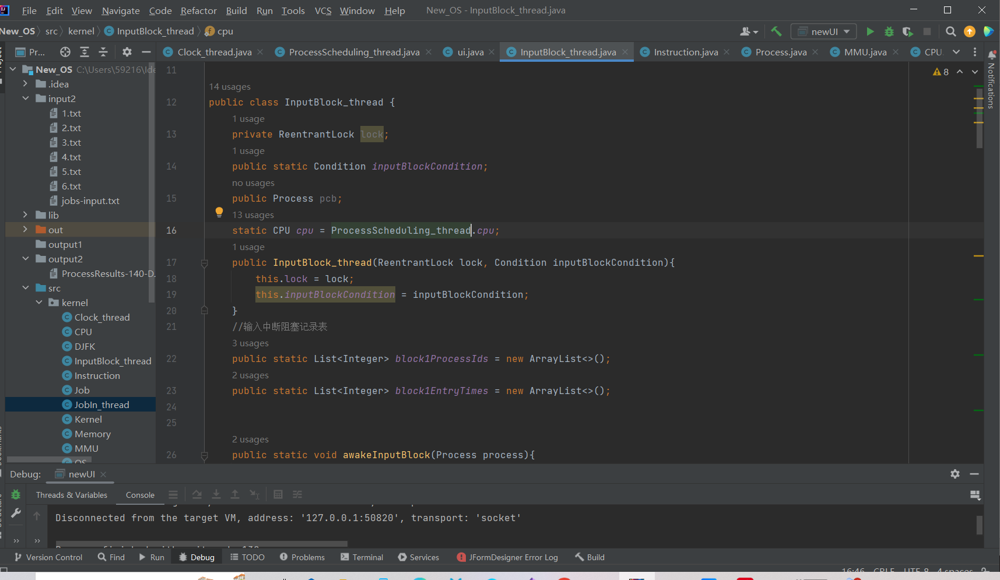 File Edit View Navigate Code Refactor Build Run Tools VCS Window Help New_OS - InputBlock_thread.java
New_OS src kernel InputBlock_thread cpu newUI
Pr... Clock_thread.java ProcessScheduling_thread.java ui.java InputBlock_thread.java Instruction.java Process.java MMU.java CPU.
New_OS C:\Users\59216\Ide
.idea
input2
1.txt
2.txt
3.txt
4.txt
5.txt
6.txt
jobs-input.txt
lib
out
output1
output2
ProcessResults-140-D.
src
kernel
Clock_thread
CPU
DJFK
InputBlock_thread
Instruction
Job
JobIn_thread
Kernel
Memory
MMU
OS
11
8
14 usages
12 public class InputBlock_thread {
1 usage
13 private ReentrantLock lock;
1 usage
14 public static Condition inputBlockCondition;
no usages
15 public Process pcb;
13 usages
16 static CPU cpu = ProcessScheduling_thread.cpu;
1 usage
17 public InputBlock_thread(ReentrantLock lock, Condition inputBlockCondition){
18 this.lock = lock;
19 this.inputBlockCondition = inputBlockCondition;
20 }
21 //输入中断阻塞记录表
3 usages
22 public static List<Integer> block1ProcessIds = new ArrayList<>();
2 usages
23 public static List<Integer> block1EntryTimes = new ArrayList<>();
24
25
2 usages
26 public static void awakeInputBlock(Process process){
Notifications
Debug: newUI
Threads & Variables Console
Disconnected from the target VM, address: '127.0.0.1:50820', transport: 'socket'
Version Control Find Run Debug TODO Problems Terminal Services JFormDesigner Error Log Build
16:46 CRLF UTF-8 4 spaces